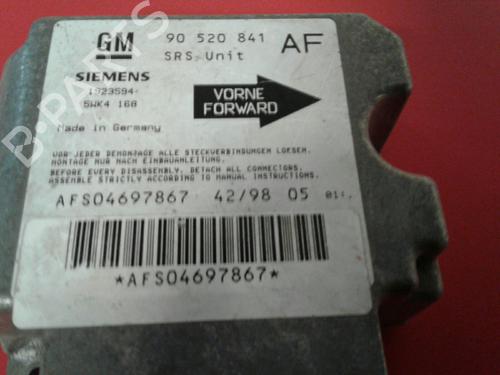 GM 90 520 841 AF
SRS Unit
SIEMENS
5WK4 168
VORNE
FORWARD
Made in Germany
VOR JEDER DEMONTAGE ALLE STECKVERBINDUNGEN LOESEN.
MONTAGE NUR NACH EINBAUANLEITUNG.
BEFORE EVERY DISASSEMBLY, DETACH ALL CONNECTORS.
ASSEMBLE STRICTLY ACCORDING TO MANUAL INSTRUCTIONS.
AFS04697867 42/98 05
*AFS04697867*
B-PARTS